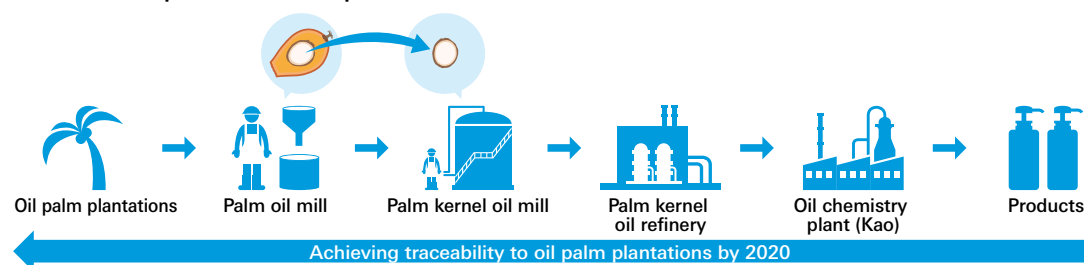 Oil palm plantations
Palm oil mill
Palm kernel oil mill
Palm kernel
oil refinery
Oil chemistry
plant (Kao)
Products
Achieving traceability to oil palm plantations by 2020